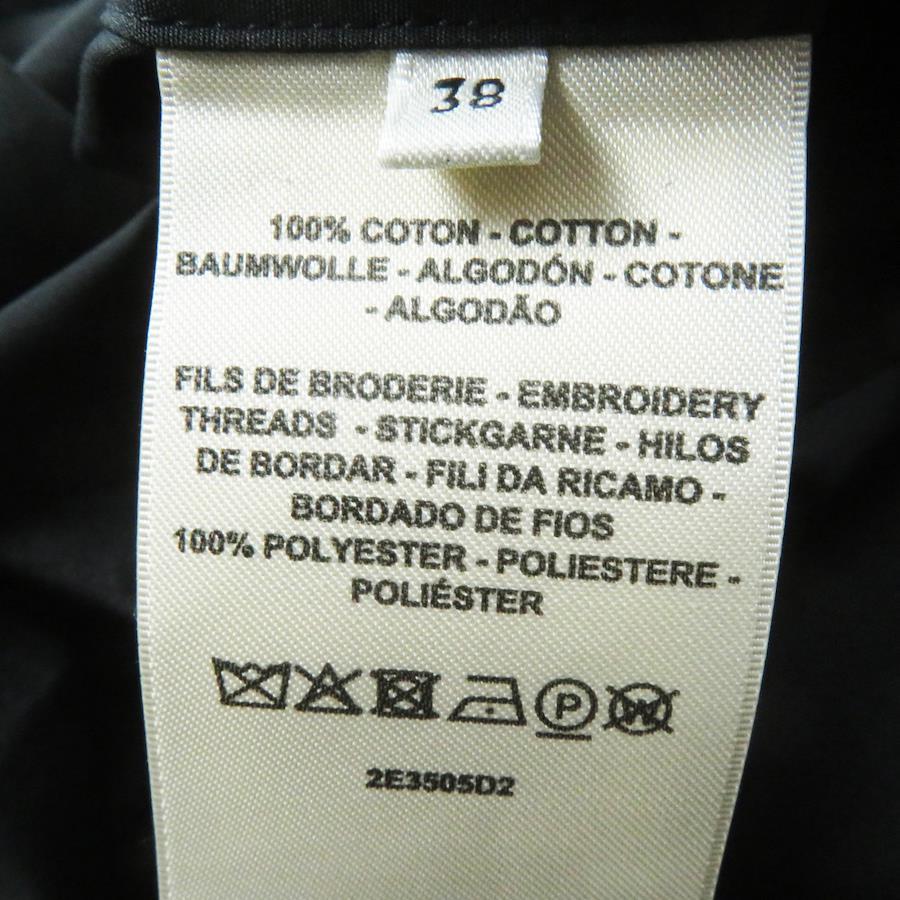 38
100% COTON - COTTON -
BAUMWOLLE - ALGODÓN - COTONE
- ALGODÃO
FILS DE BRODERIE - EMBROIDERY
THREADS - STICKGARNE - HILOS
DE BORDAR - FILI DA RICAMO -
BORDADO DE FIOS
100% POLYESTER - POLIESTERE -
POLIÉSTER
P W
2E3505D2